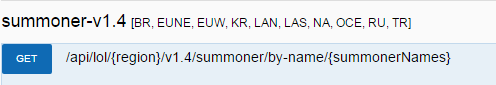 summoner-v1.4 [BR, EUNE, EUW, KR, LAN, LAS, NA, OCE, RU, TR]
GET /api/lol/{region}/v1.4/summoner/by-name/{summonerNames}